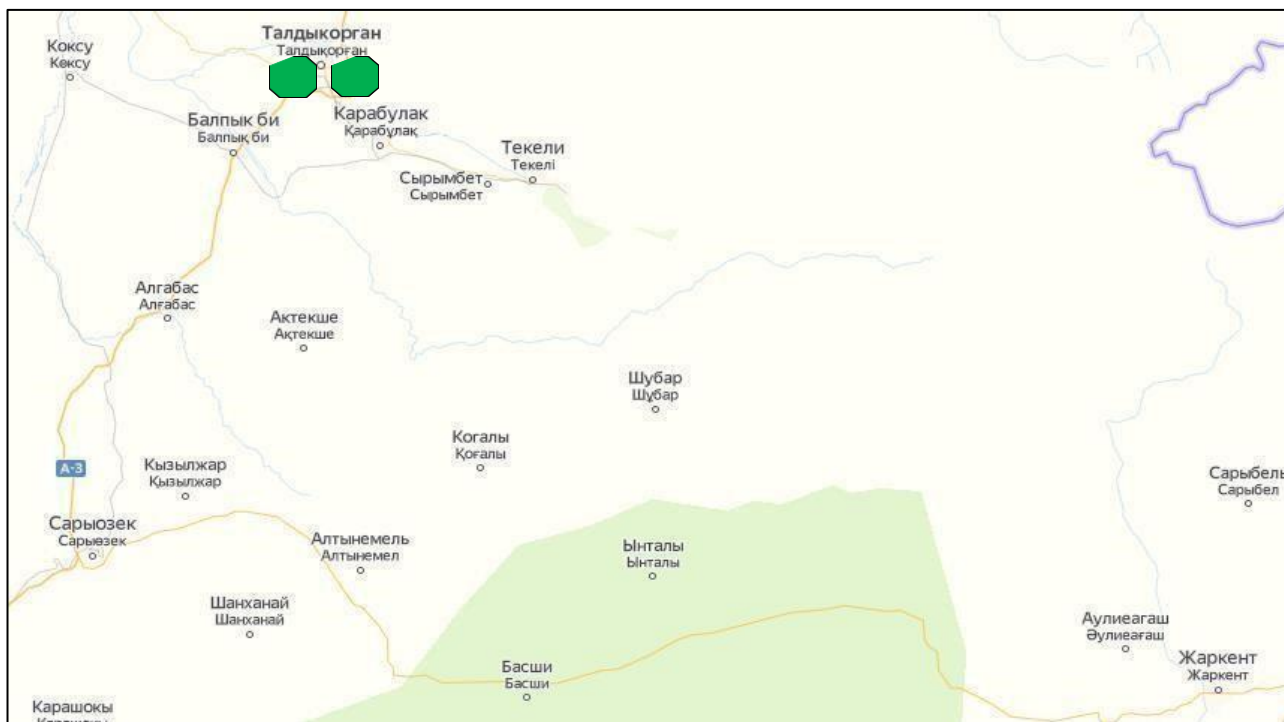 Талдыкорган
Талдықорған
Коксу
Көксу
Балпык би
Балпық би
Карабулак
Қарабұлақ
Текели
Текелі
Сырымбет
Сырымбет
Алгабас
Алғабас
Актекше
Ақтекше
Шубар
Шұбар
Когалы
Қоғалы
А-3
Кызылжар
Қызылжар
Сарыбель
Сарыбел
Сарыозек
Сарыөзек
Алтынемель
Алтынемел
Ынталы
Ынталы
Шанханай
Шанханай
Аулиеагаш
Әулиеағаш
Басши
Басши
Жаркент
Жаркент
Карашокы